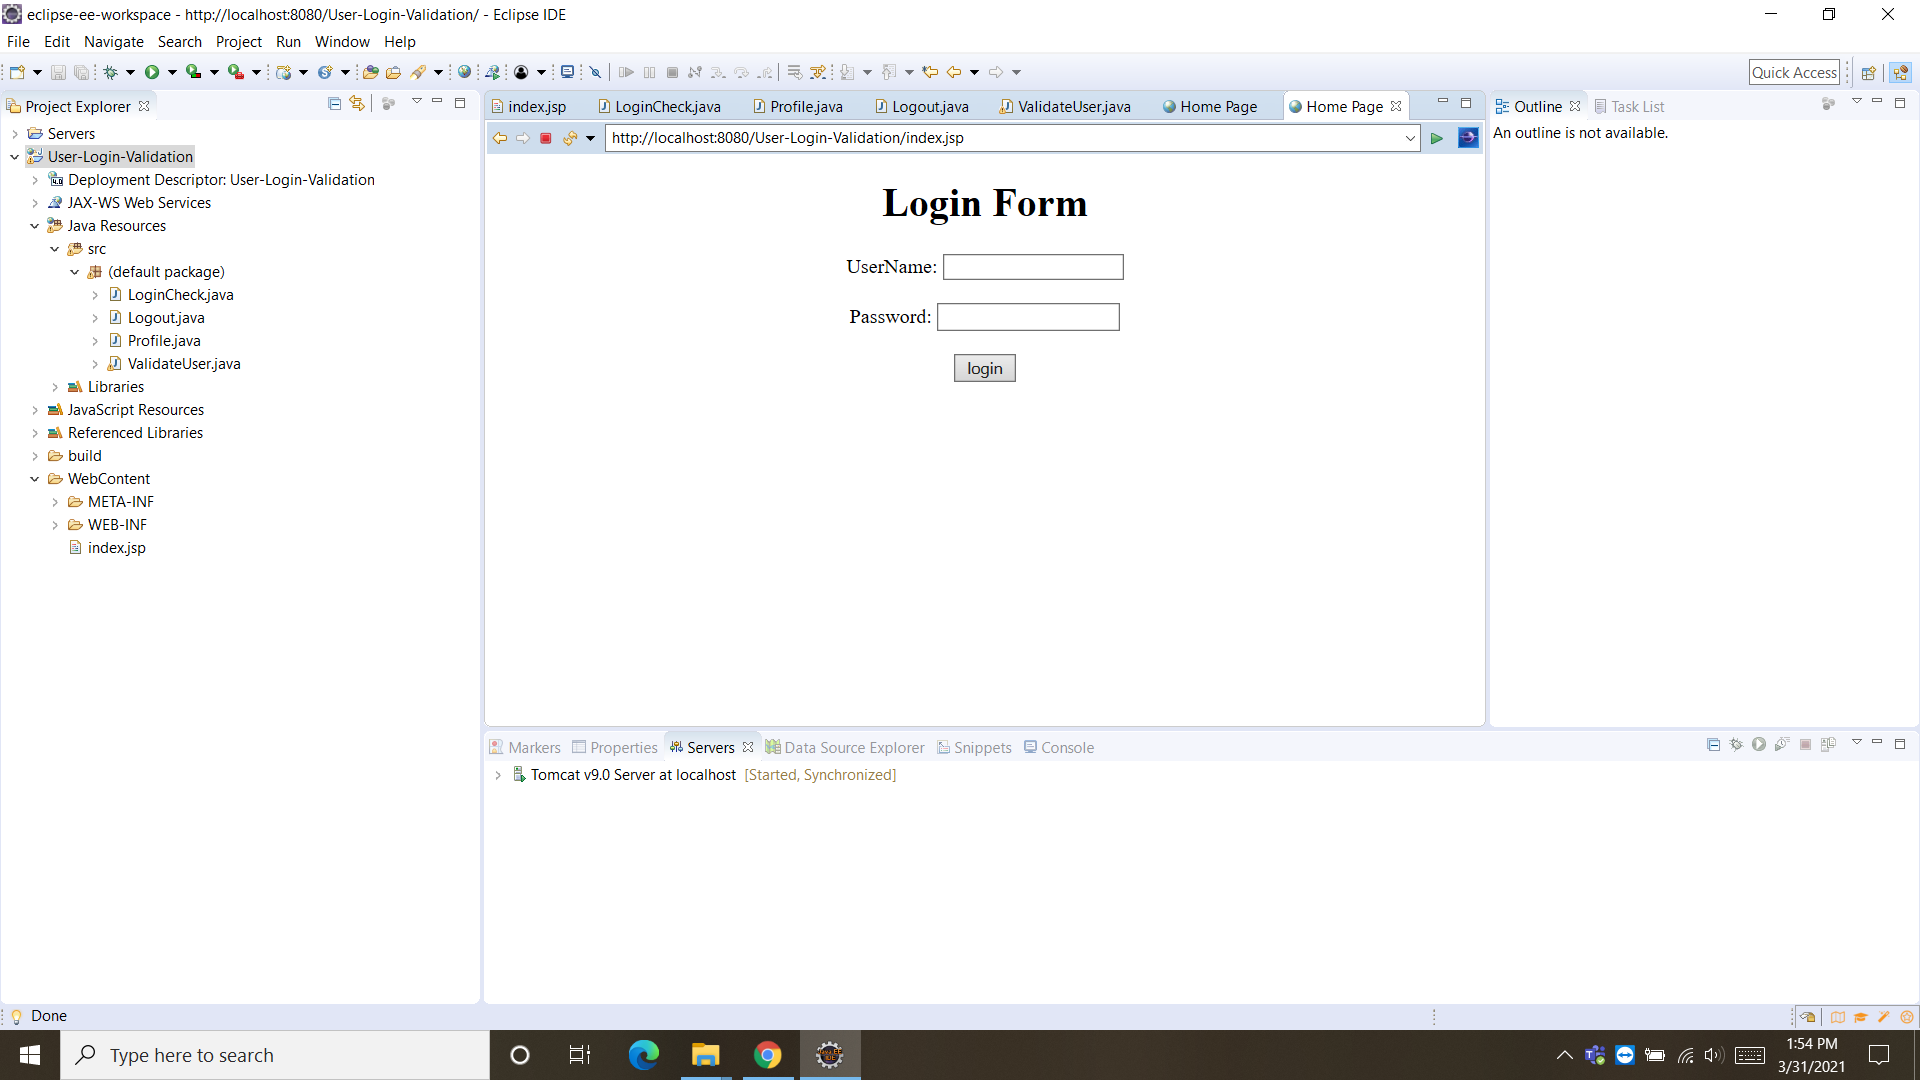 eclipse-ee-workspace - http://localhost:8080/User-Login-Validation/ - Eclipse IDE
File Edit Navigate Search Project Run Window Help
Quick Access
Project Explorer
Servers
User-Login-Validation
Deployment Descriptor: User-Login-Validation
JAX-WS Web Services
Java Resources
src
(default package)
LoginCheck.java
Logout.java
Profile.java
ValidateUser.java
Libraries
JavaScript Resources
Referenced Libraries
build
WebContent
META-INF
WEB-INF
index.jsp
index.jsp LoginCheck.java Profile.java Logout.java ValidateUser.java Home Page Home Page
http://localhost:8080/User-Login-Validation/index.jsp
Login Form
UserName:
Password:
login
Outline Task List
An outline is not available.
Markers Properties Servers Data Source Explorer Snippets Console
Tomcat v9.0 Server at localhost [Started, Synchronized]
Done
Type here to search
1:54 PM
3/31/2021